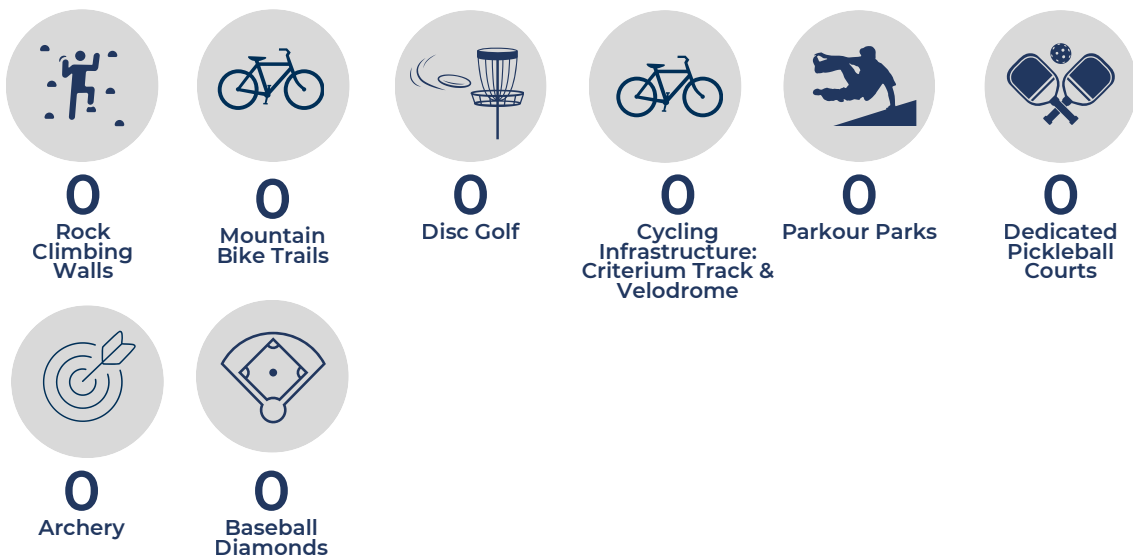 0
Rock
Climbing
Walls
0
Mountain
Bike Trails
0
Disc Golf
0
Cycling
Infrastructure:
Criterium Track &
Velodrome
0
Parkour Parks
0
Dedicated
Pickleball
Courts
0
Archery
0
Baseball
Diamonds